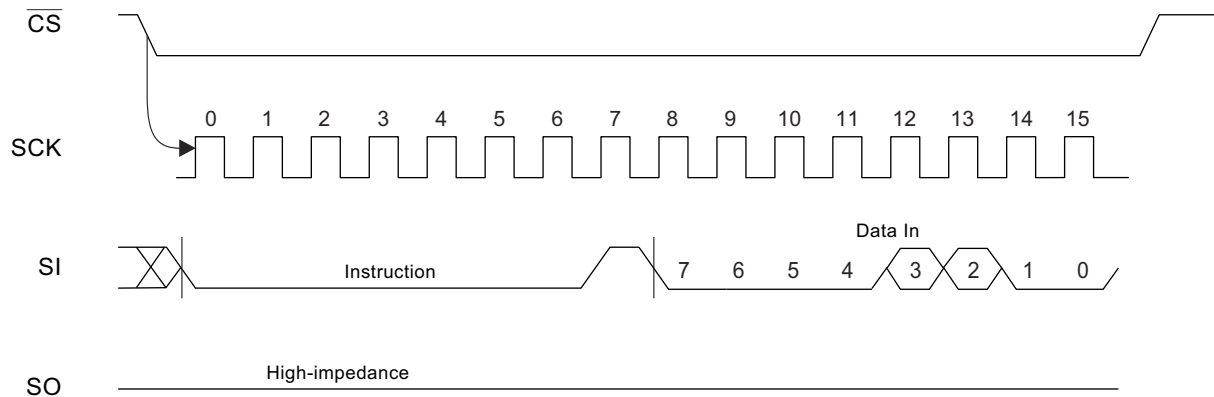 CS
0 1 2 3 4 5 6 7 8 9 10 11 12 13 14 15
SCK
Data In
SI Instruction 7 6 5 4 3 2 1 0
High-impedance
SO